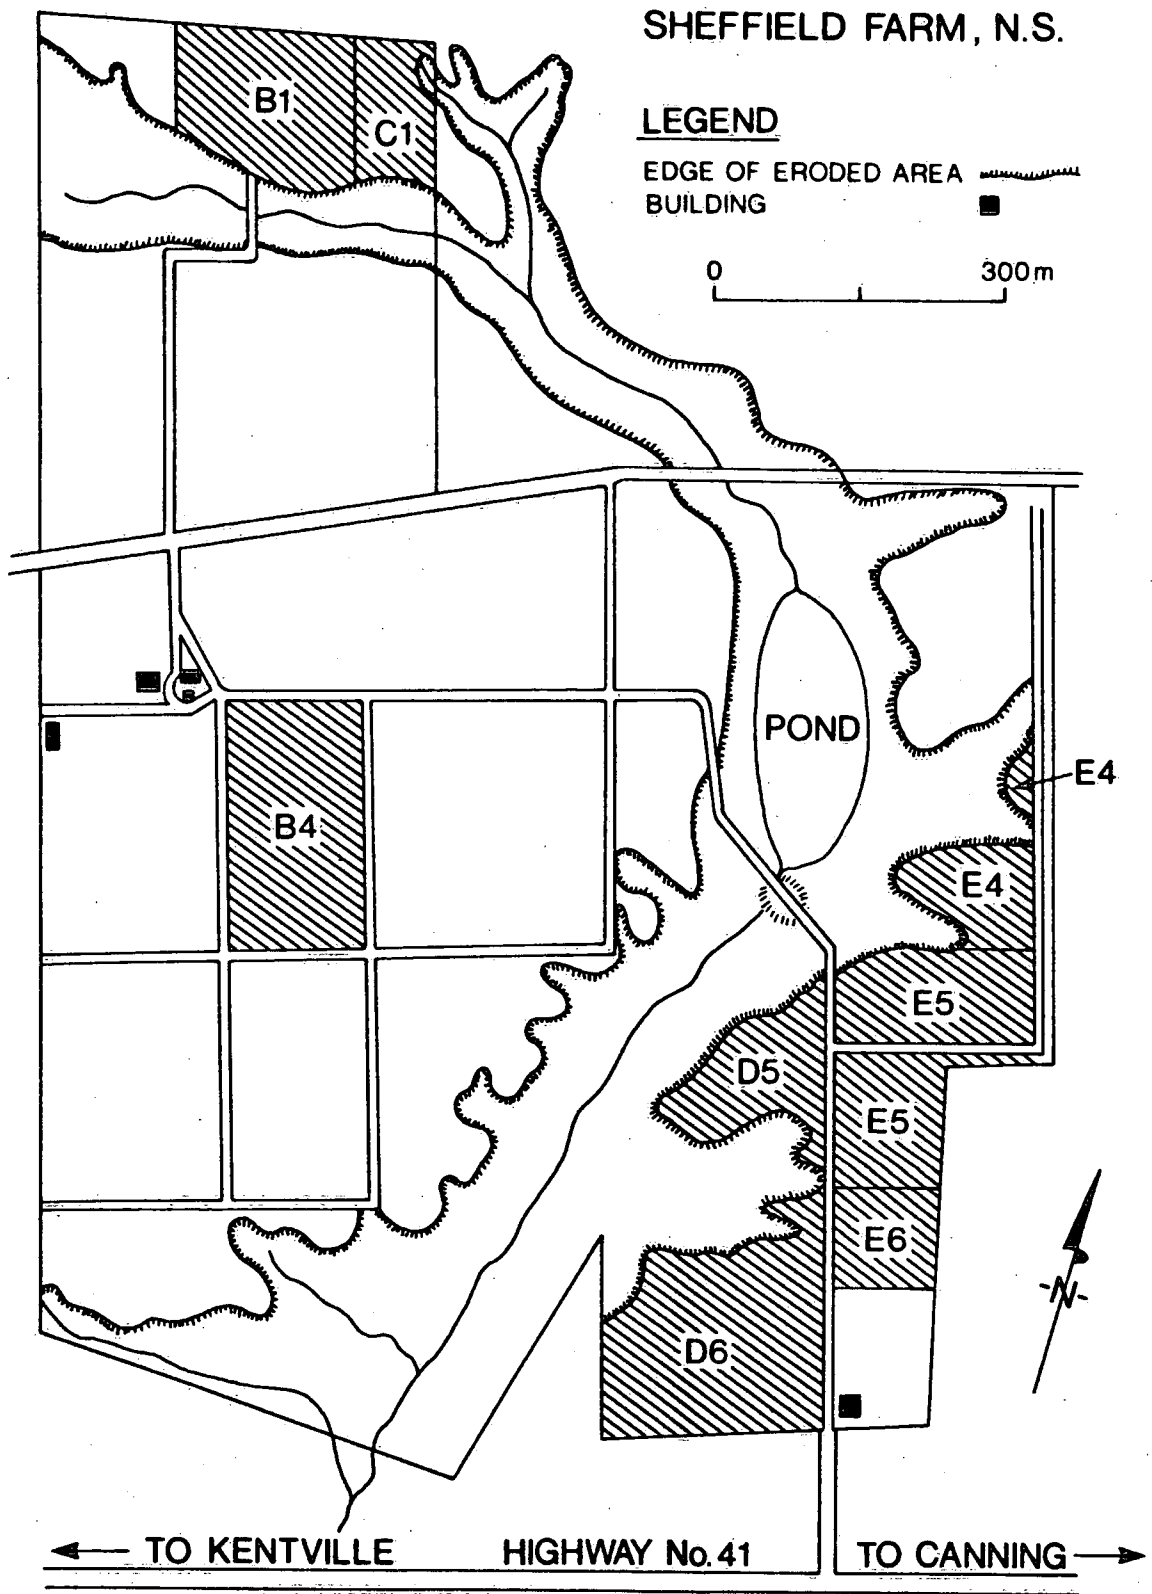 SHEFFIELD FARM, N.S.
LEGEND
EDGE OF ERODED AREA
BUILDING
0 300m
B1
C1
POND
E4
B4
E4
E5
D5
E5
E6
N
D6
TO KENTVILLE HIGHWAY No. 41 TO CANNING